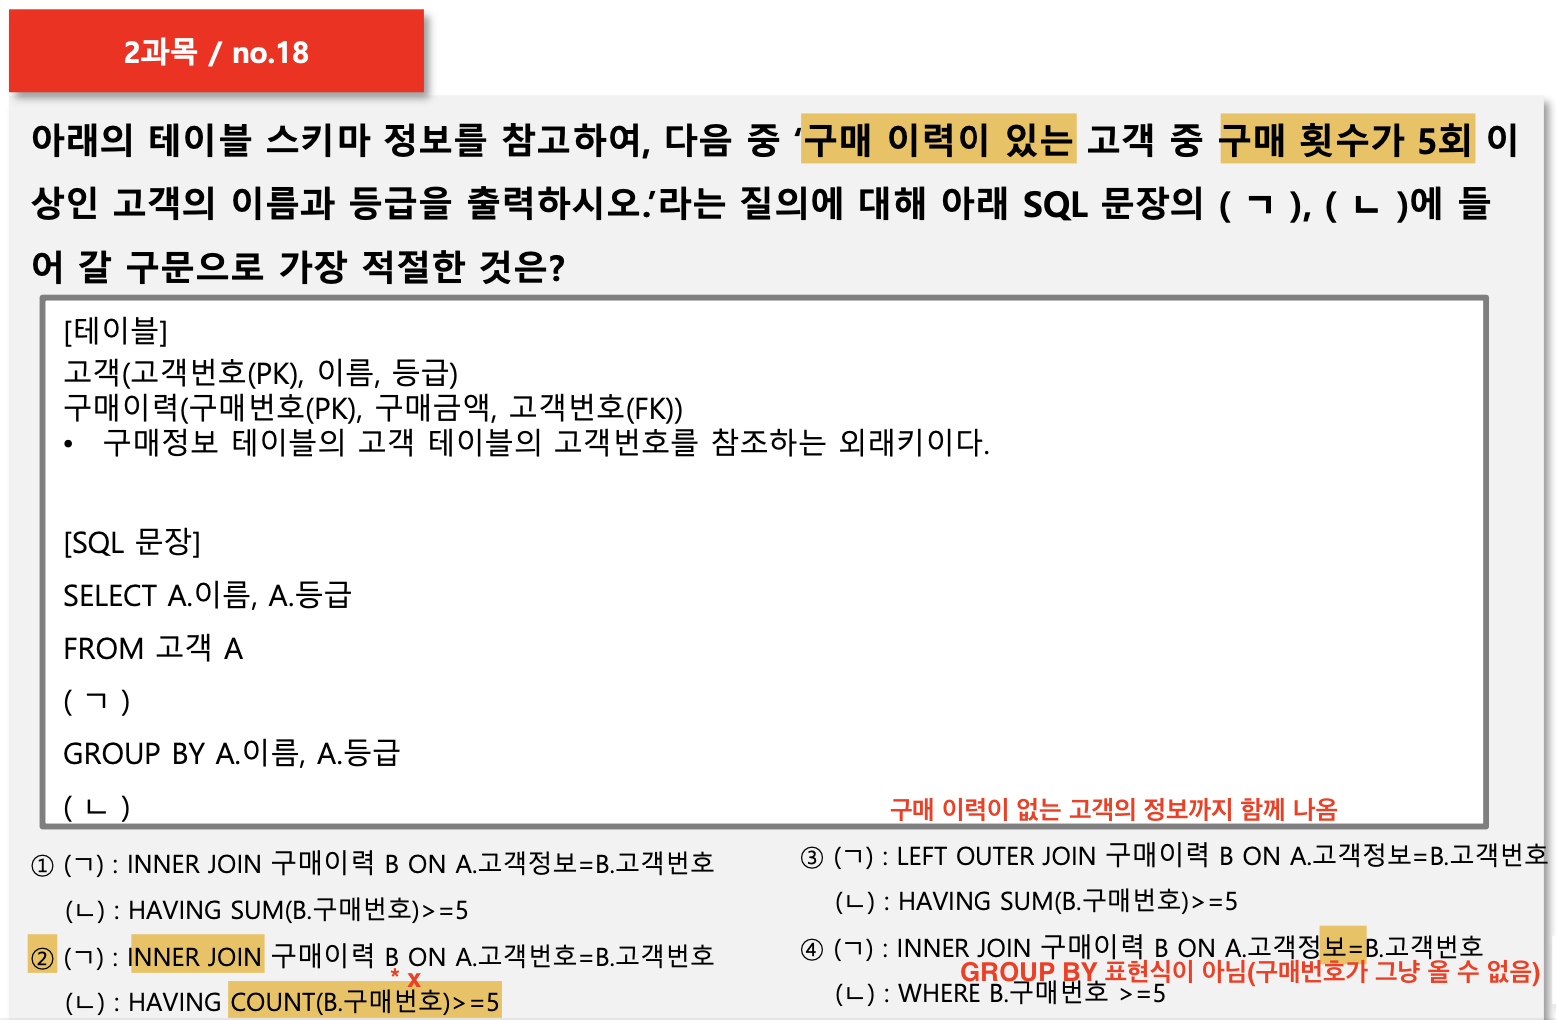 2과목 / no.18
아래의 테이블 스키마 정보를 참고하여, 다음 중 ‘구매 이력이 있는 고객 중 구매 횟수가 5회 이
상인 고객의 이름과 등급을 출력하시오.’라는 질의에 대해 아래 SQL 문장의 ( ㄱ ), ( ㄴ )에 들
어 갈 구문으로 가장 적절한 것은?
[테이블]
고객(고객번호(PK), 이름, 등급)
구매이력(구매번호(PK), 구매금액, 고객번호(FK))
• 구매정보 테이블의 고객 테이블의 고객번호를 참조하는 외래키이다.
[SQL 문장]
SELECT A.이름, A.등급
FROM 고객 A
( ㄱ )
GROUP BY A.이름, A.등급
( ㄴ )
구매 이력이 없는 고객의 정보까지 함께 나옴
① (ㄱ) : INNER JOIN 구매이력 B ON A.고객정보=B.고객번호
(ㄴ) : HAVING SUM(B.구매번호)>=5
② (ㄱ) : INNER JOIN 구매이력 B ON A.고객번호=B.고객번호
* x
(ㄴ) : HAVING COUNT(B.구매번호)>=5
③ (ㄱ) : LEFT OUTER JOIN 구매이력 B ON A.고객정보=B.고객번호
(ㄴ) : HAVING SUM(B.구매번호)>=5
④ (ㄱ) : INNER JOIN 구매이력 B ON A.고객정보=B.고객번호
GROUP BY 표현식이 아님(구매번호가 그냥 올 수 없음)
(ㄴ) : WHERE B.구매번호 >=5